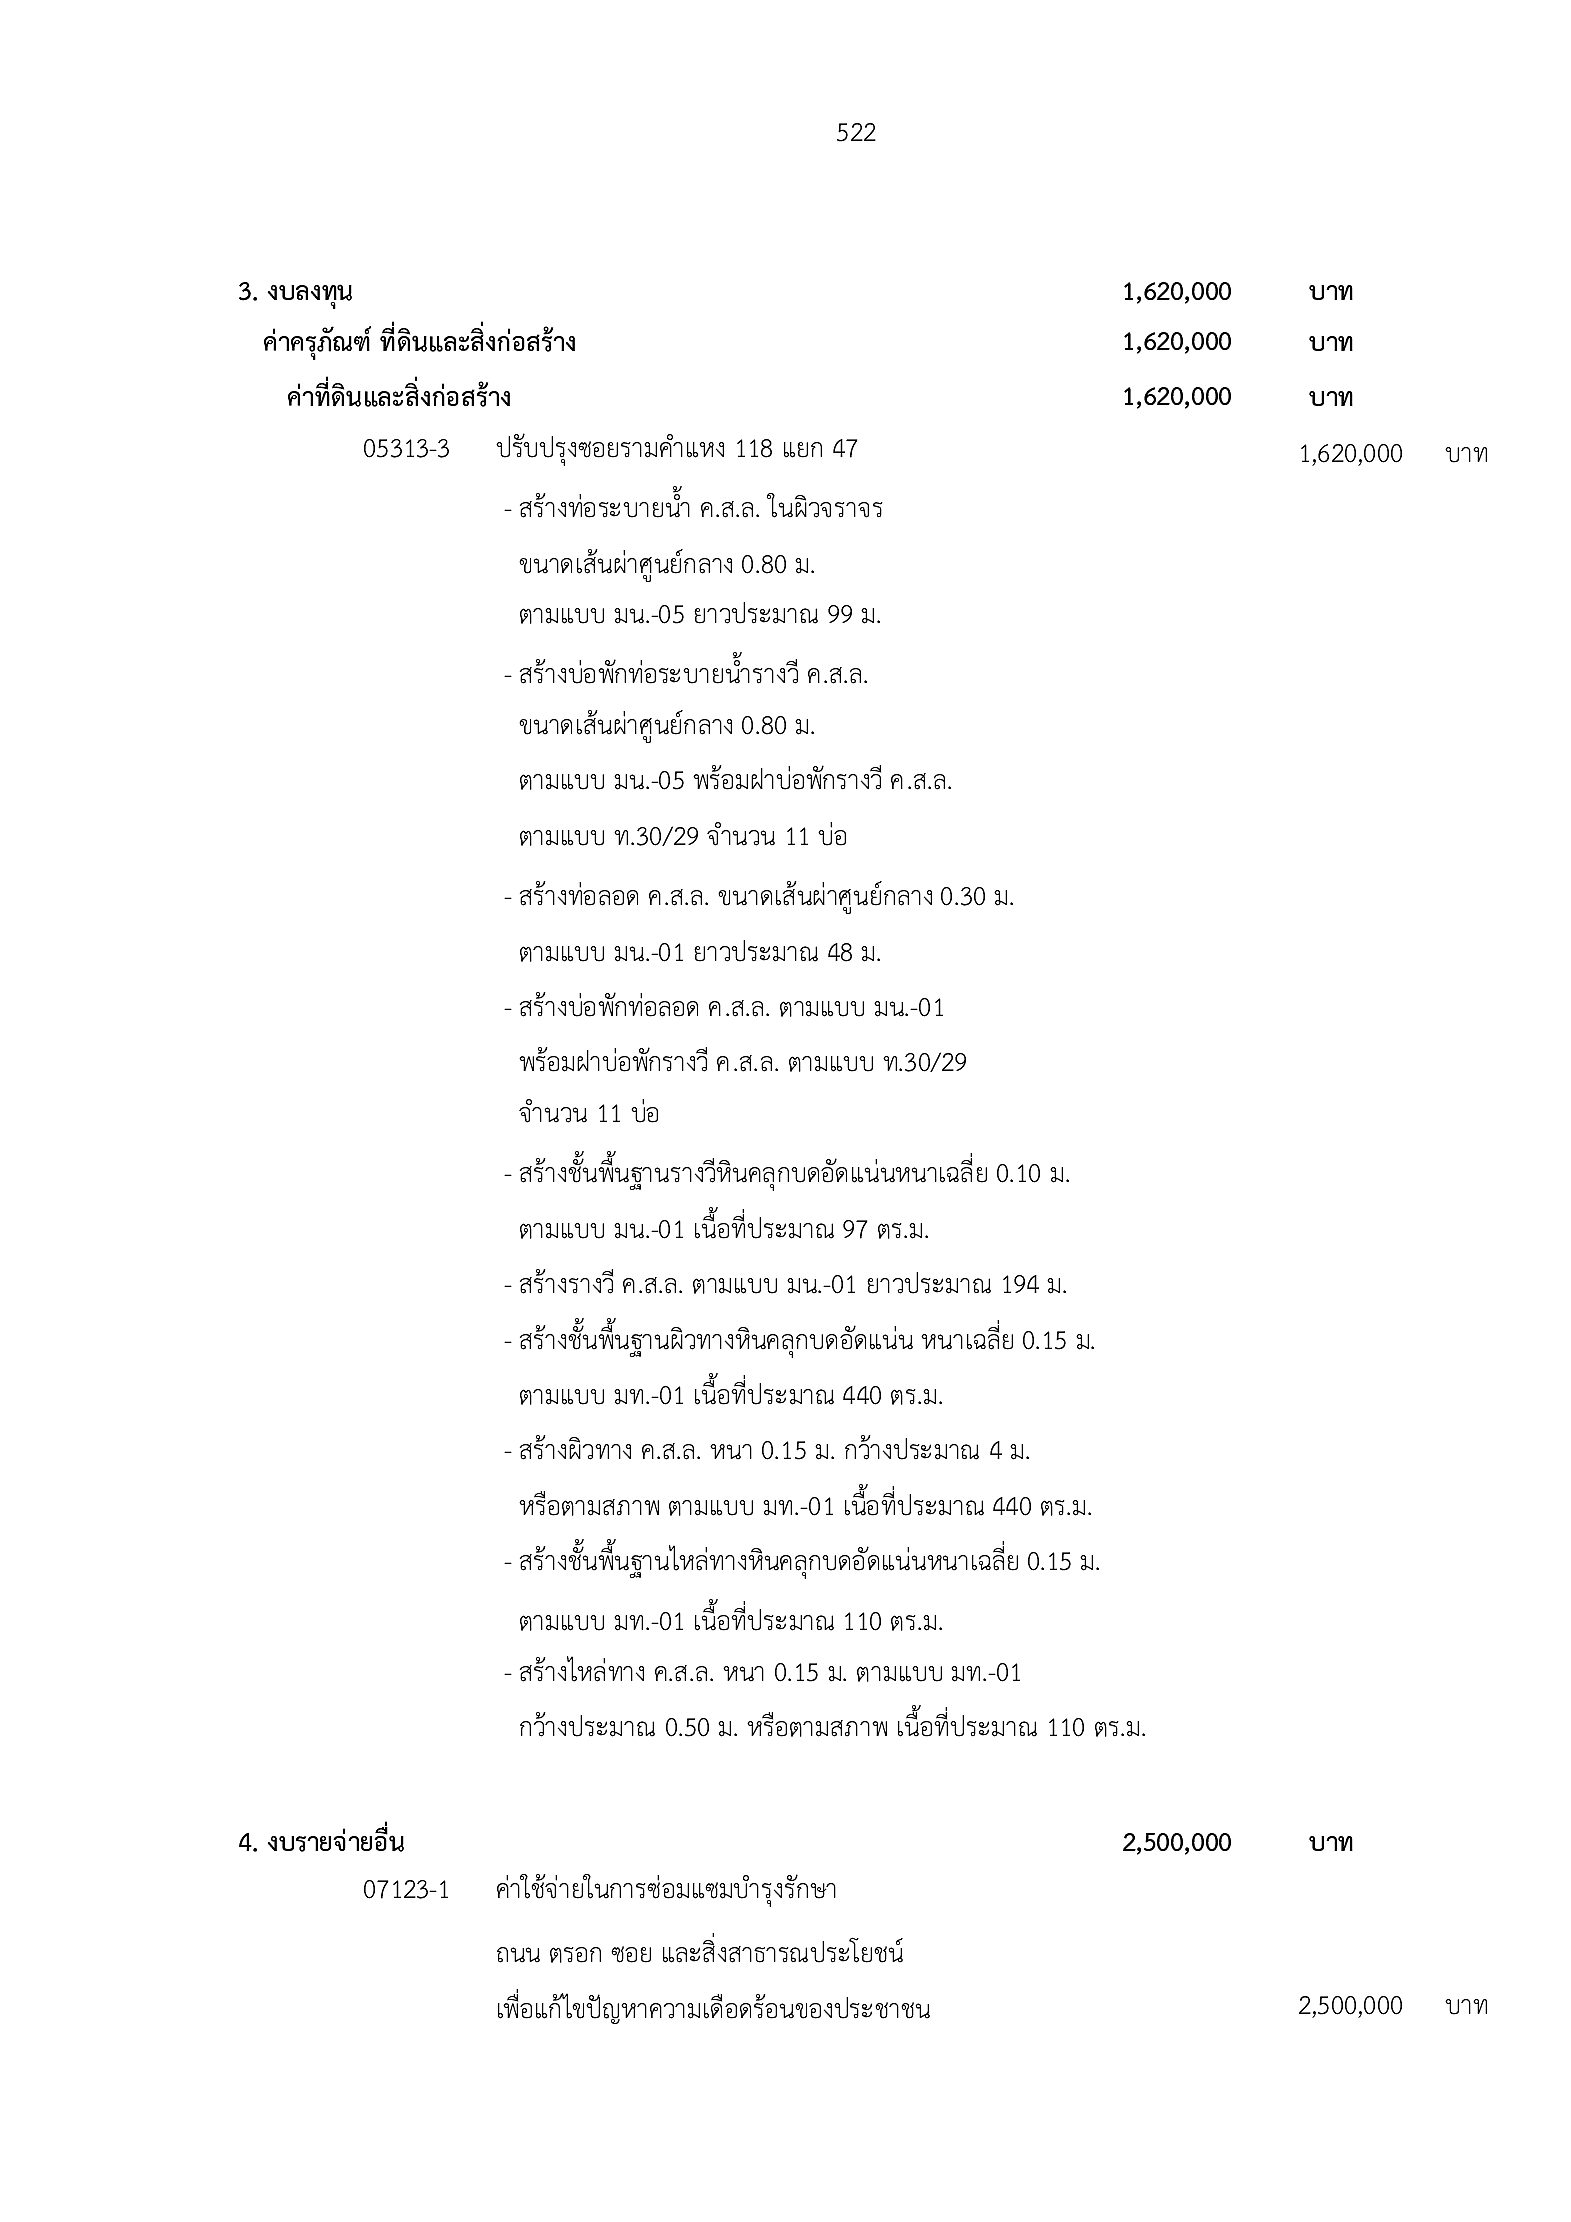 522
3. งบลงทุน 1,620,000 บาท
ค่าครุภัณฑ์ ที่ดินและสิ่งก่อสร้าง 1,620,000 บาท
ค่าที่ดินและสิ่งก่อสร้าง 1,620,000 บาท
05313-3 ปรับปรุงซอยรามคำแหง 118 แยก 47 1,620,000 บาท
- สร้างท่อระบายน้ำ ค.ส.ล. ในผิวจราจร
ขนาดเส้นผ่าศูนย์กลาง 0.80 ม.
ตามแบบ มน.-05 ยาวประมาณ 99 ม.
- สร้างบ่อพักท่อระบายน้ำรางวี ค.ส.ล.
ขนาดเส้นผ่าศูนย์กลาง 0.80 ม.
ตามแบบ มน.-05 พร้อมฝาบ่อพักรางวี ค.ส.ล.
ตามแบบ ท.30/29 จำนวน 11 บ่อ
- สร้างท่อลอด ค.ส.ล. ขนาดเส้นผ่าศูนย์กลาง 0.30 ม.
ตามแบบ มน.-01 ยาวประมาณ 48 ม.
- สร้างบ่อพักท่อลอด ค.ส.ล. ตามแบบ มน.-01
พร้อมฝาบ่อพักรางวี ค.ส.ล. ตามแบบ ท.30/29
จำนวน 11 บ่อ
- สร้างชั้นพื้นฐานรางวีหินคลุกบดอัดแน่นหนาเฉลี่ย 0.10 ม.
ตามแบบ มน.-01 เนื้อที่ประมาณ 97 ตร.ม.
- สร้างรางวี ค.ส.ล. ตามแบบ มน.-01 ยาวประมาณ 194 ม.
- สร้างชั้นพื้นฐานผิวทางหินคลุกบดอัดแน่น หนาเฉลี่ย 0.15 ม.
ตามแบบ มท.-01 เนื้อที่ประมาณ 440 ตร.ม.
- สร้างผิวทาง ค.ส.ล. หนา 0.15 ม. กว้างประมาณ 4 ม.
หรือตามสภาพ ตามแบบ มท.-01 เนื้อที่ประมาณ 440 ตร.ม.
- สร้างชั้นพื้นฐานไหล่ทางหินคลุกบดอัดแน่นหนาเฉลี่ย 0.15 ม.
ตามแบบ มท.-01 เนื้อที่ประมาณ 110 ตร.ม.
- สร้างไหล่ทาง ค.ส.ล. หนา 0.15 ม. ตามแบบ มท.-01
กว้างประมาณ 0.50 ม. หรือตามสภาพ เนื้อที่ประมาณ 110 ตร.ม.
4. งบรายจ่ายอื่น 2,500,000 บาท
07123-1 ค่าใช้จ่ายในการซ่อมแซมบำรุงรักษา
ถนน ตรอก ซอย และสิ่งสาธารณประโยชน์
เพื่อแก้ไขปัญหาความเดือดร้อนของประชาชน 2,500,000 บาท